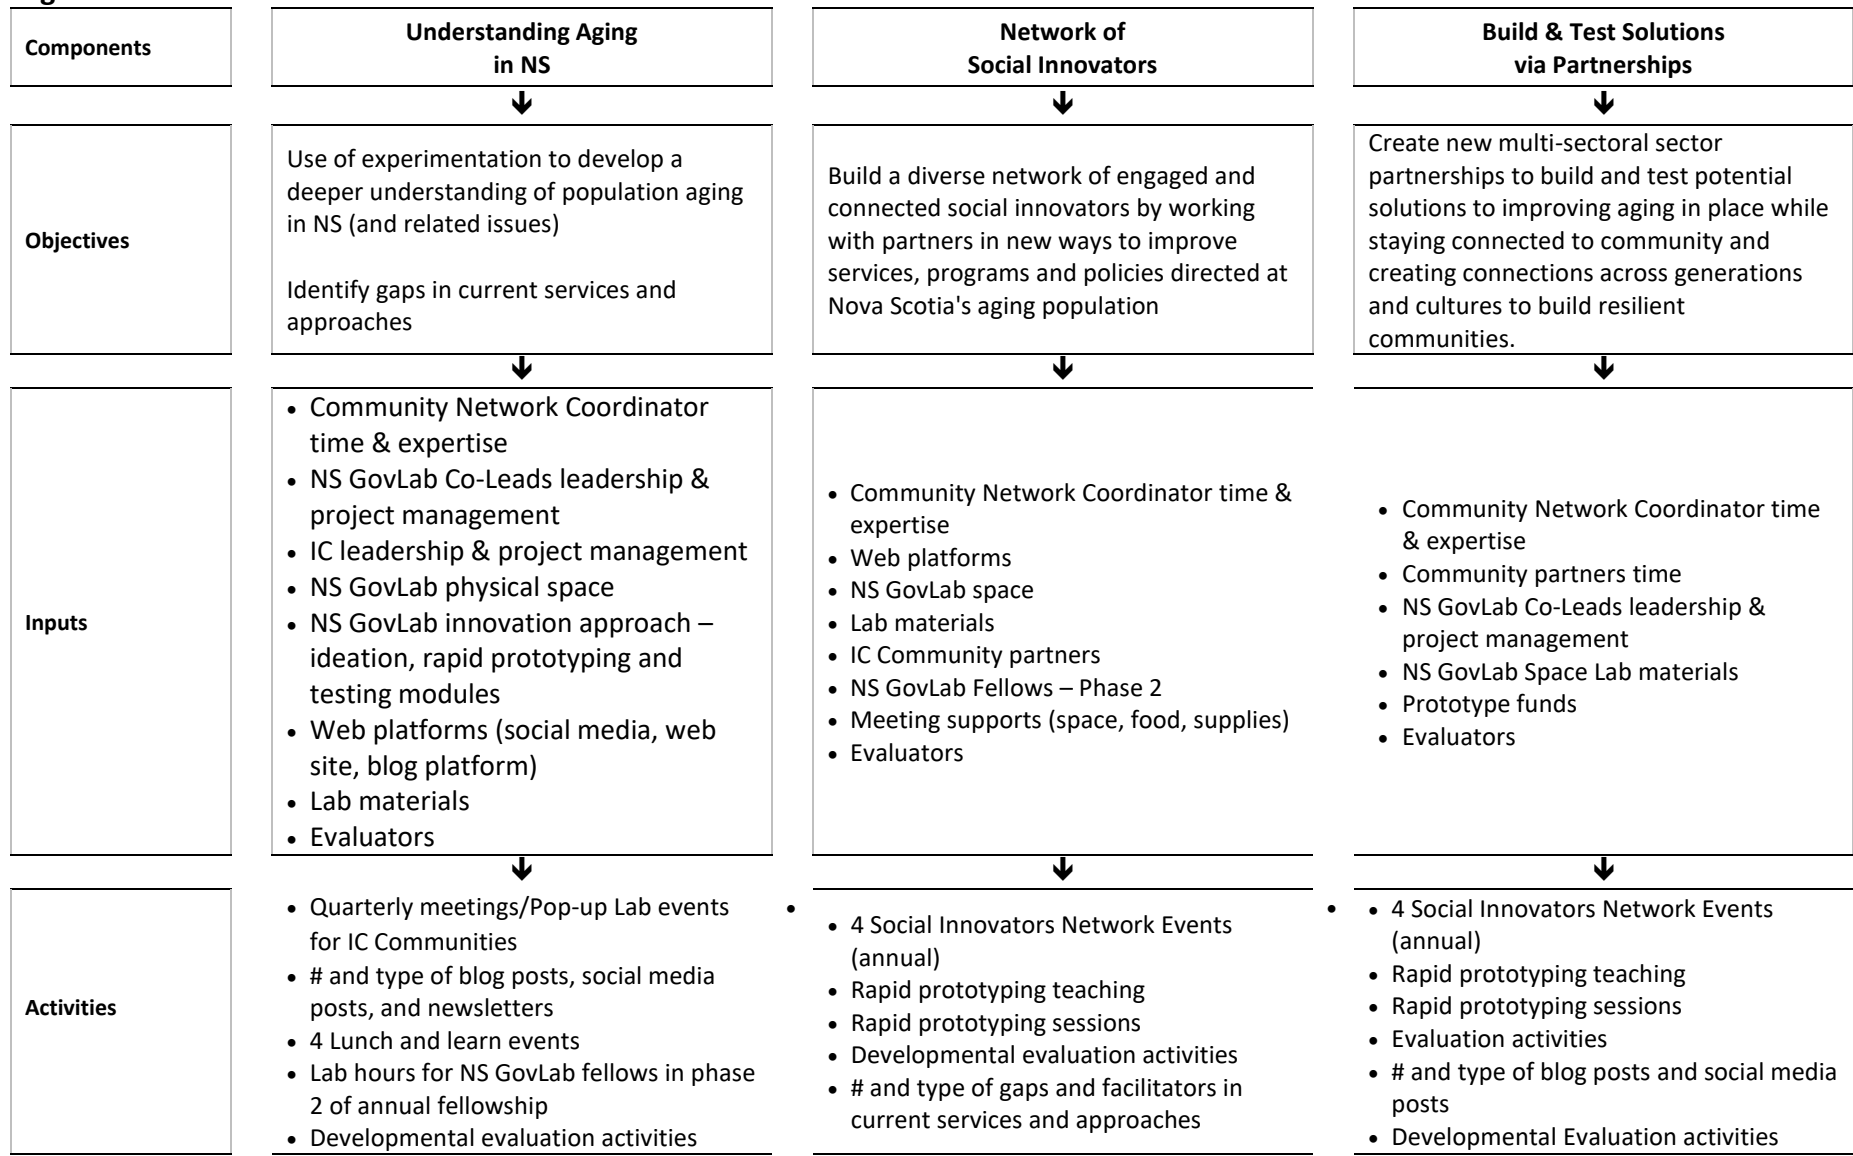 Components
Understanding Aging
in NS
Network of
Social Innovators
Build & Test Solutions
via Partnerships
Objectives
Use of experimentation to develop a
deeper understanding of population aging
in NS (and related issues)
Identify gaps in current services and
approaches
Build a diverse network of engaged and
connected social innovators by working
with partners in new ways to improve
services, programs and policies directed at
Nova Scotia's aging population
Create new multi-sectoral sector
partnerships to build and test potential
solutions to improving aging in place while
staying connected to community and
creating connections across generations
and cultures to build resilient
communities.
Inputs
• Community Network Coordinator
time & expertise
• NS GovLab Co-Leads leadership &
project management
• IC leadership & project management
• NS GovLab physical space
• NS GovLab innovation approach –
ideation, rapid prototyping and
testing modules
• Web platforms (social media, web
site, blog platform)
• Lab materials
• Evaluators
• Community Network Coordinator time &
expertise
• Web platforms
• NS GovLab space
• Lab materials
• IC Community partners
• NS GovLab Fellows – Phase 2
• Meeting supports (space, food, supplies)
• Evaluators
• Community Network Coordinator time
& expertise
• Community partners time
• NS GovLab Co-Leads leadership &
project management
• NS GovLab Space Lab materials
• Prototype funds
• Evaluators
Activities
• Quarterly meetings/Pop-up Lab events
for IC Communities
• # and type of blog posts, social media
posts, and newsletters
• 4 Lunch and learn events
• Lab hours for NS GovLab fellows in phase
2 of annual fellowship
• Developmental evaluation activities
• 4 Social Innovators Network Events
(annual)
• Rapid prototyping teaching
• Rapid prototyping sessions
• Developmental evaluation activities
• # and type of gaps and facilitators in
current services and approaches
• 4 Social Innovators Network Events
(annual)
• Rapid prototyping teaching
• Rapid prototyping sessions
• Evaluation activities
• # and type of blog posts and social media
posts
• Developmental Evaluation activities